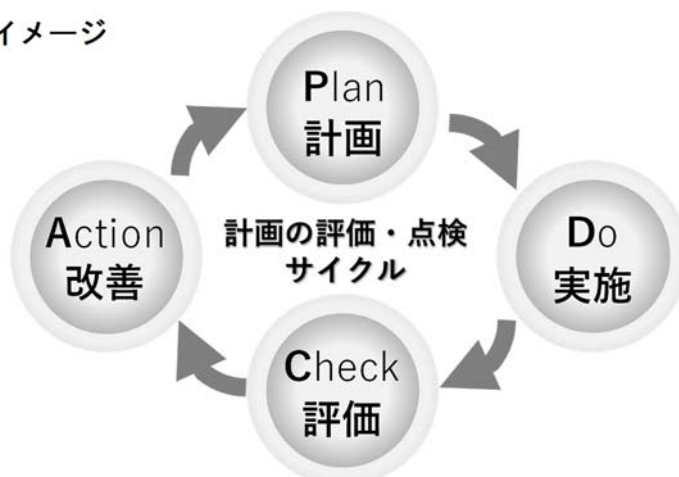 イメージ
Plan
計画
Action
改善
計画の評価・点検
サイクル
Do
実施
Check
評価